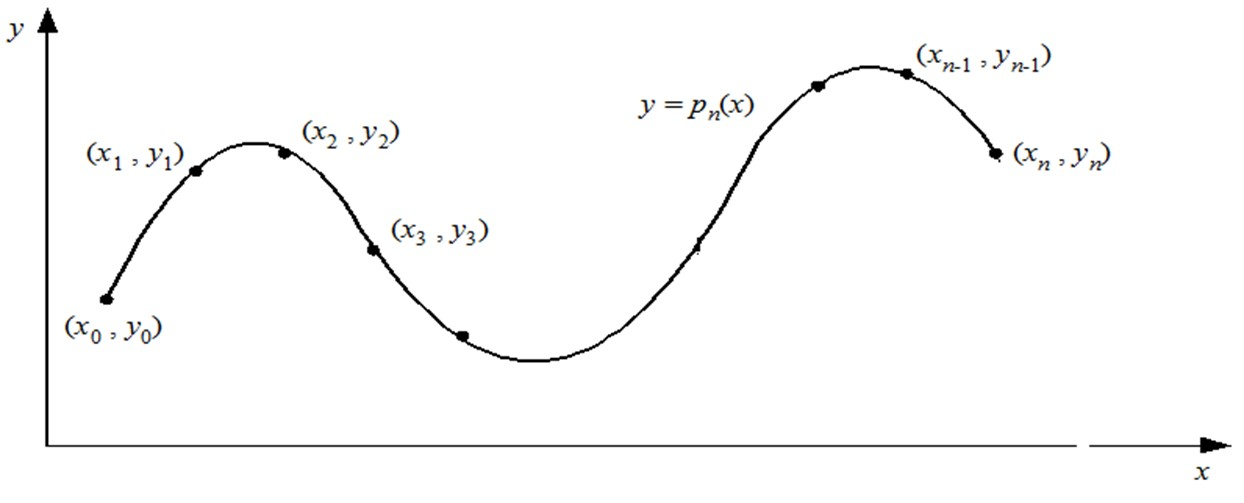 y
(x₀ , y₀)
(x₁ , y₁)
(x₂ , y₂)
(x₃ , y₃)
y = pₙ(x)
(xₙ₋₁ , yₙ₋₁)
(xₙ , yₙ)
x